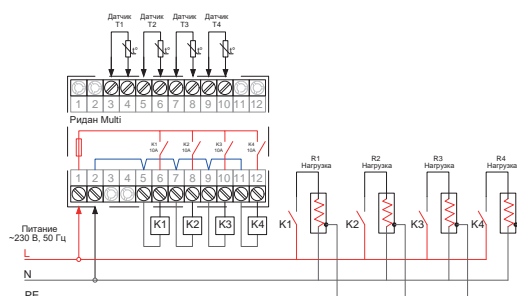 Датчик Датчик Датчик Датчик
T1 T2 T3 T4
t° t° t° t°
1 2 3 4 5 6 7 8 9 10 11 12
Ридан Multi
K1 K2 K3 K4
10A 10A 10A 10A
1 2 3 4 5 6 7 8 9 10 11 12
R1 R2 R3 R4
Нагрузка Нагрузка Нагрузка Нагрузка
K1 K2 K3 K4
K1 K2 K3 K4
Питание
~230 В, 50 Гц
L
N
PE